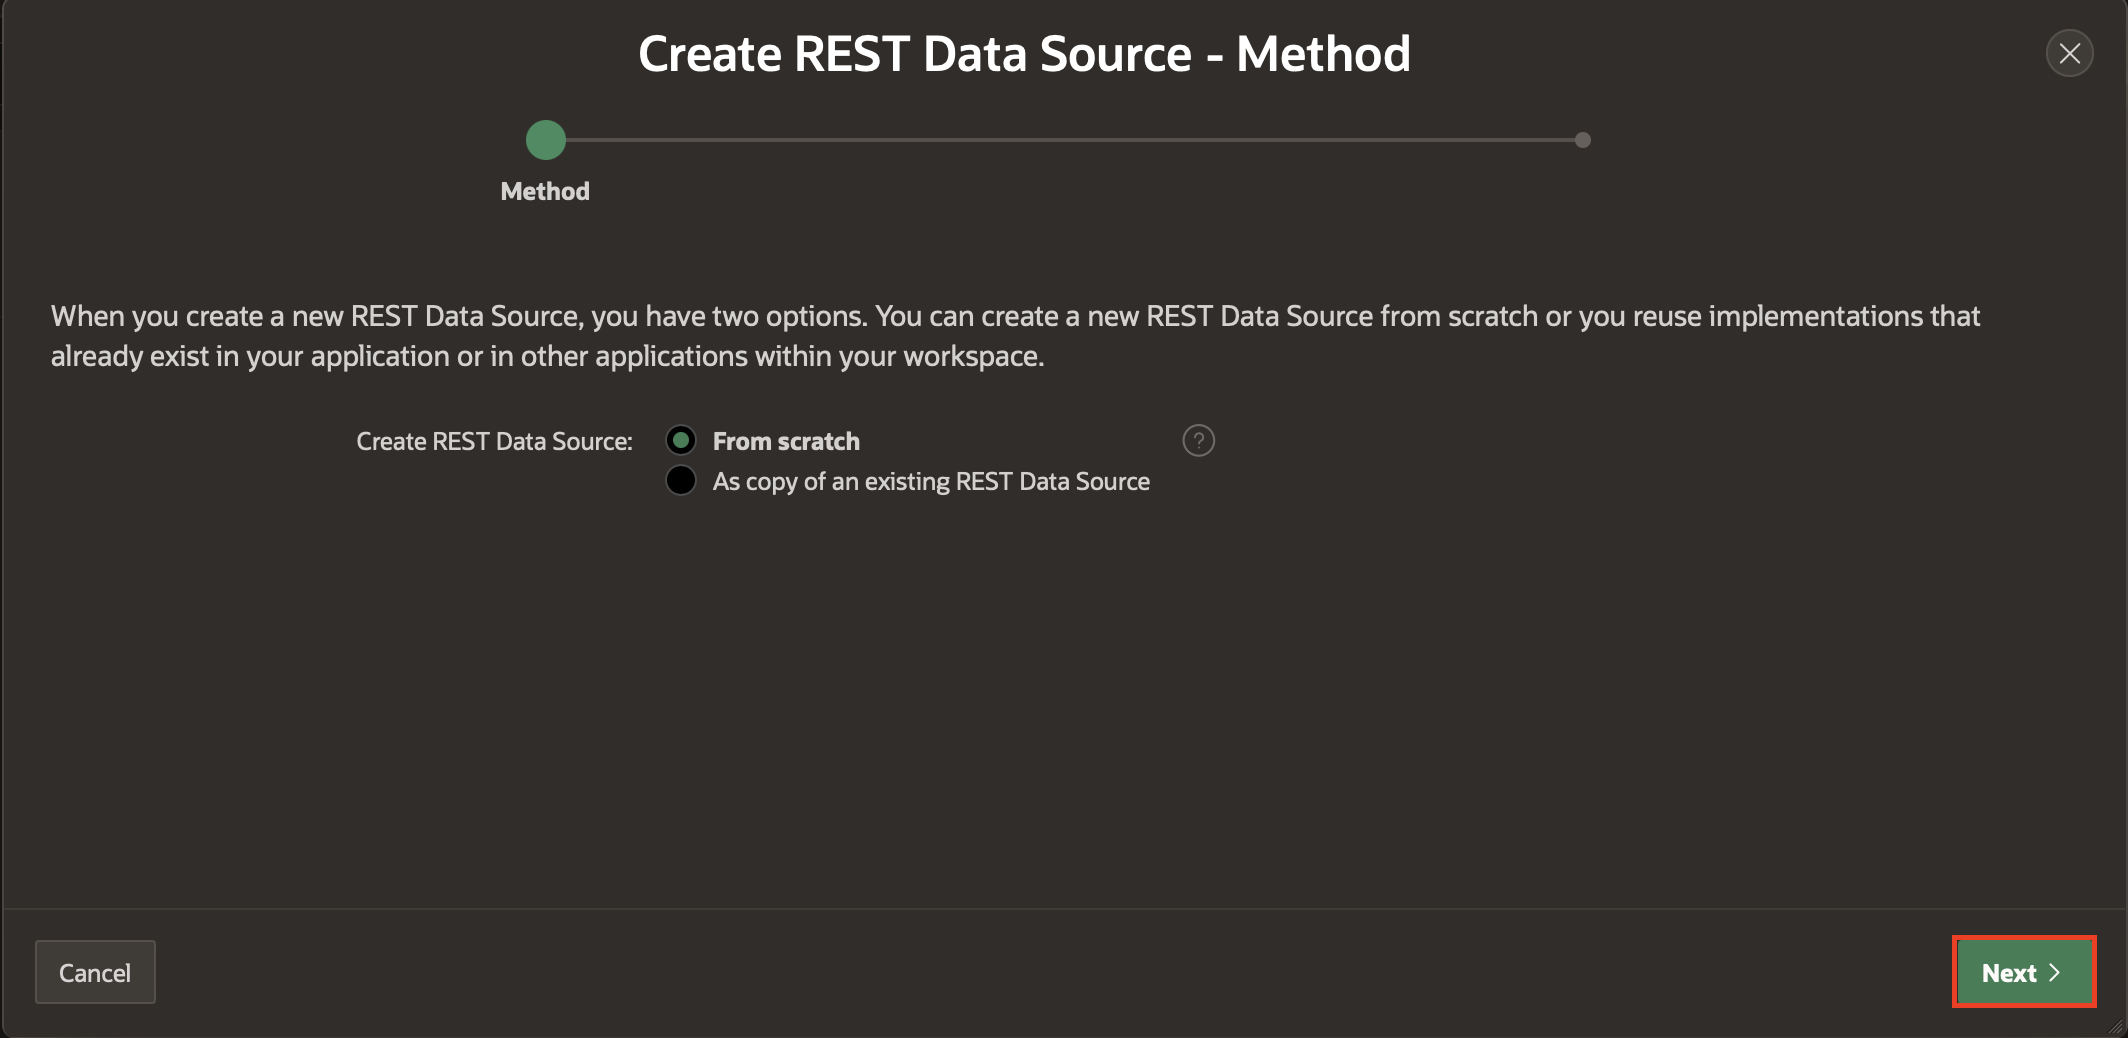 Create REST Data Source - Method
Method
When you create a new REST Data Source, you have two options. You can create a new REST Data Source from scratch or you reuse implementations that
already exist in your application or in other applications within your workspace.
Create REST Data Source:
From scratch
?
As copy of an existing REST Data Source
Cancel
Next